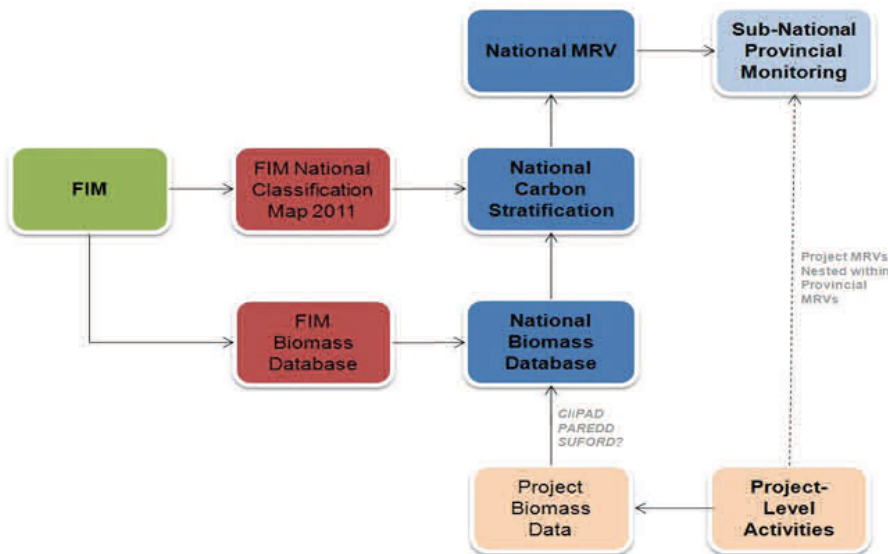 National MRV
Sub-National
Provincial
Monitoring
FIM
FIM National
Classification
Map 2011
National
Carbon
Stratification
Project MRVs
Nested within
Provincial
MRVs
FIM
Biomass
Database
National
Biomass
Database
CliPAD
PAREDD
SUFORD?
Project
Biomass
Data
Project-
Level
Activities